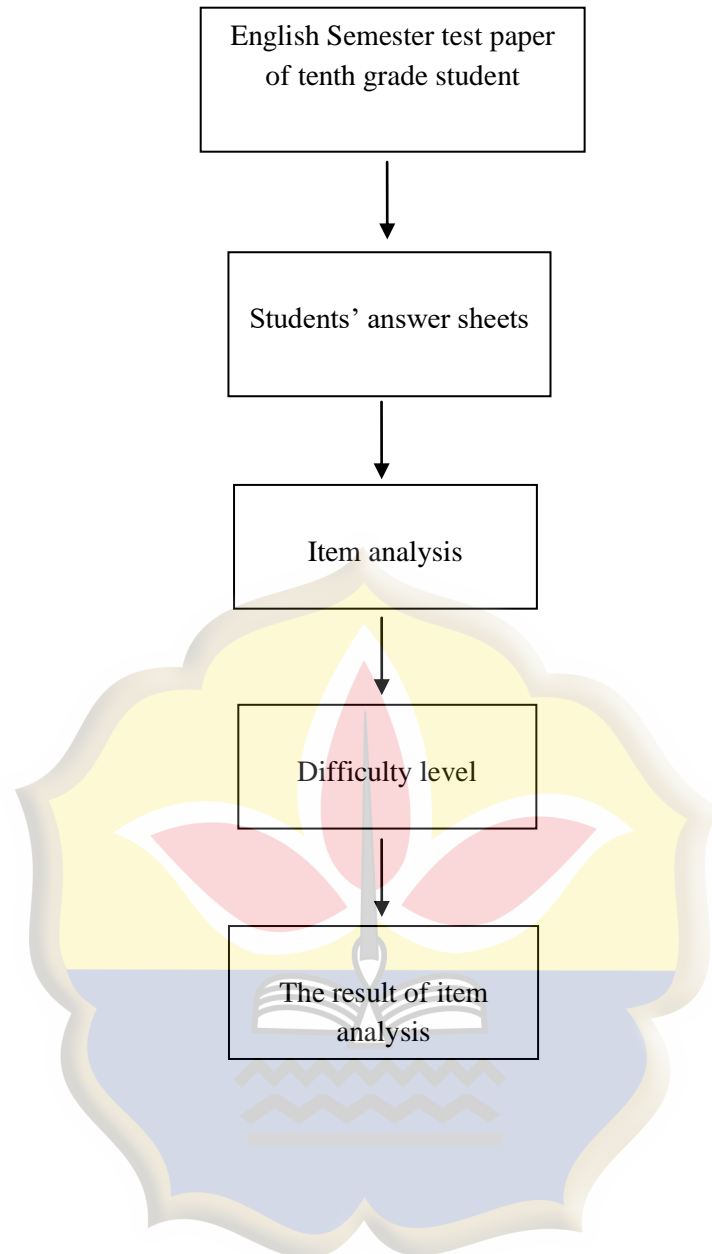 English Semester test paper
of tenth grade student
Students’ answer sheets
Item analysis
Difficulty level
The result of item
analysis